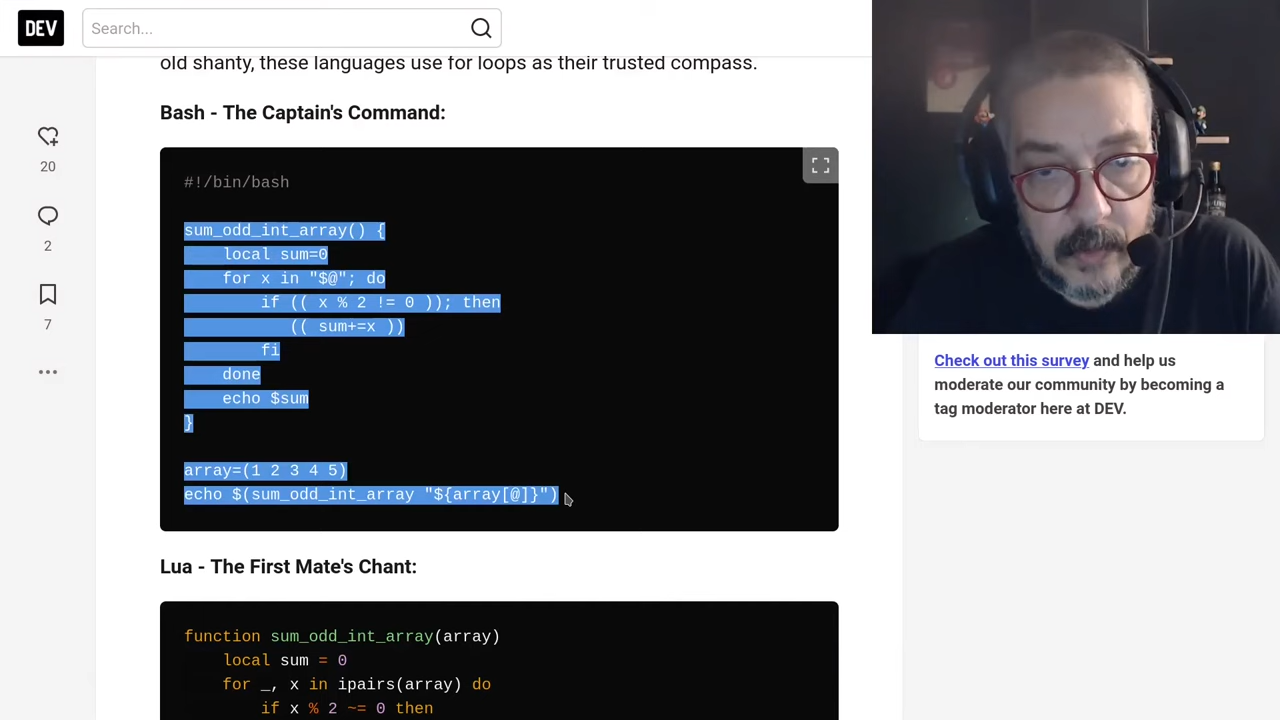 DEV
Search...
old shanty, these languages use for loops as their trusted compass.
Bash - The Captain's Command:
#!/bin/bash
sum_odd_int_array() {
    local sum=0
    for x in "$@"; do
        if (( x % 2 != 0 )); then
           (( sum+=x ))
        fi
    done
    echo $sum
}
array=(1 2 3 4 5)
echo $(sum_odd_int_array "${array[@]}")
20
2
7
Lua - The First Mate's Chant:
function sum_odd_int_array(array)
    local sum = 0
    for _, x in ipairs(array) do
        if x % 2 ~= 0 then
Check out this survey and help us
moderate our community by becoming a
tag moderator here at DEV.